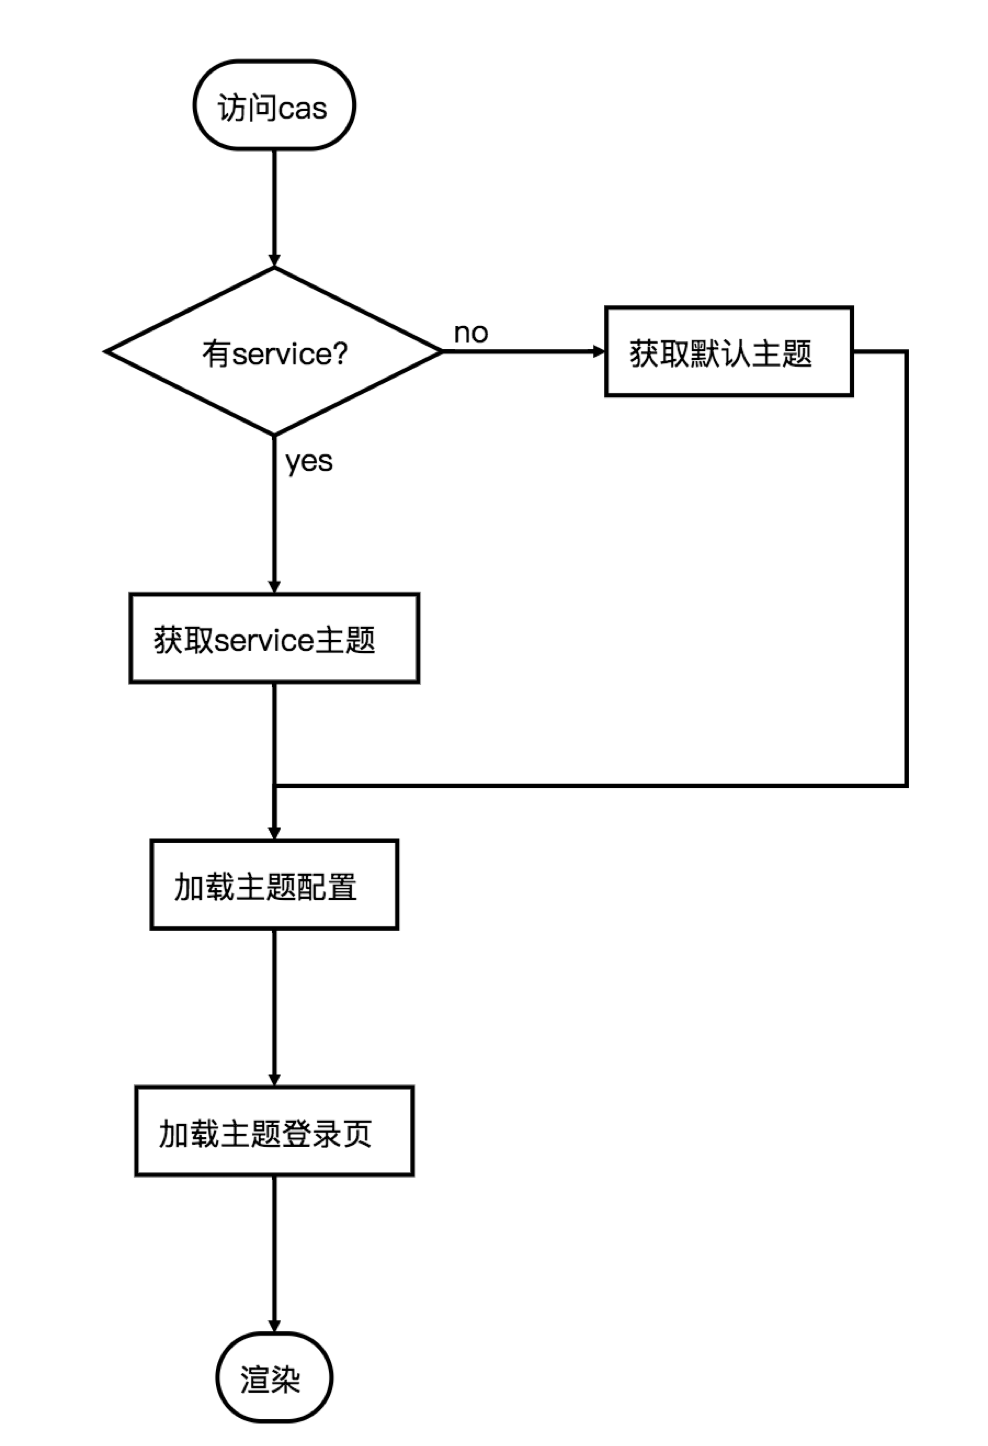 访问cas
有service?
no
获取默认主题
yes
获取service主题
加载主题配置
加载主题登录页
渲染